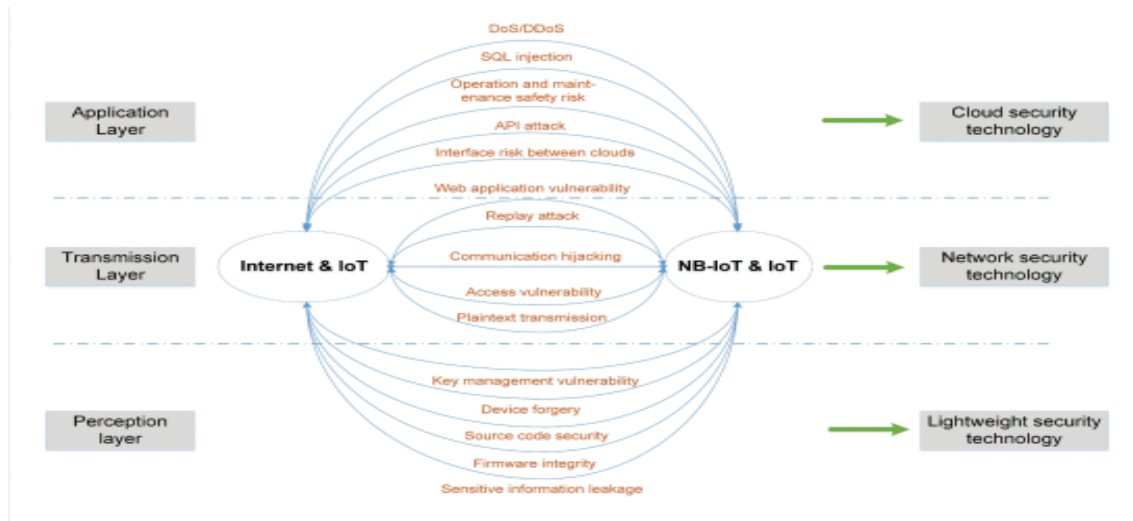 DoS/DDoS
SQL injection
Operation and maint-
enance safety risk
API attack
Interface risk between clouds
Application
Layer
Cloud security
technology
Web application vulnerability
Replay attack
Communication hijacking
Access vulnerability
Plaintext transmission
Transmission
Layer
Internet & IoT
NB-IoT & IoT
Network security
technology
Key management vulnerability
Device forgery
Source code security
Firmware integrity
Sensitive information leakage
Perception
layer
Lightweight security
technology